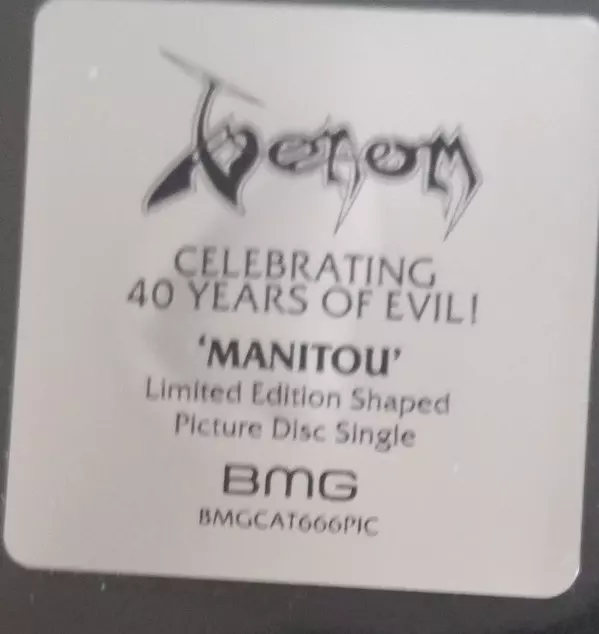 Venom
CELEBRATING
40 YEARS OF EVIL!
'MANITOU'
Limited Edition Shaped
Picture Disc Single
BMG
BMGCAT666PIC